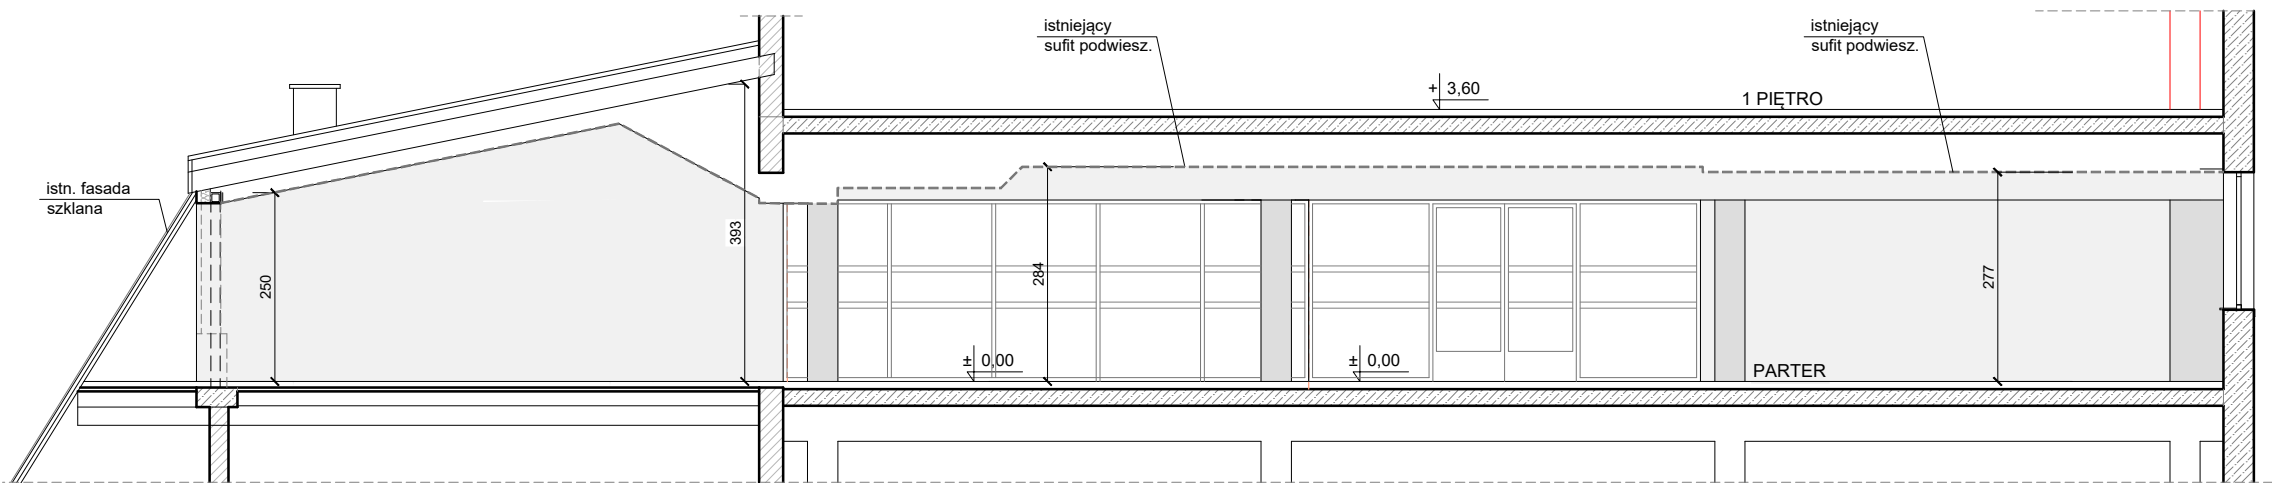 istniejący
sufit podwiesz.
istniejący
sufit podwiesz.
+ 3,60
1 PIĘTRO
istn. fasada
szklana
393
250
284
277
± 0,00
± 0,00
PARTER